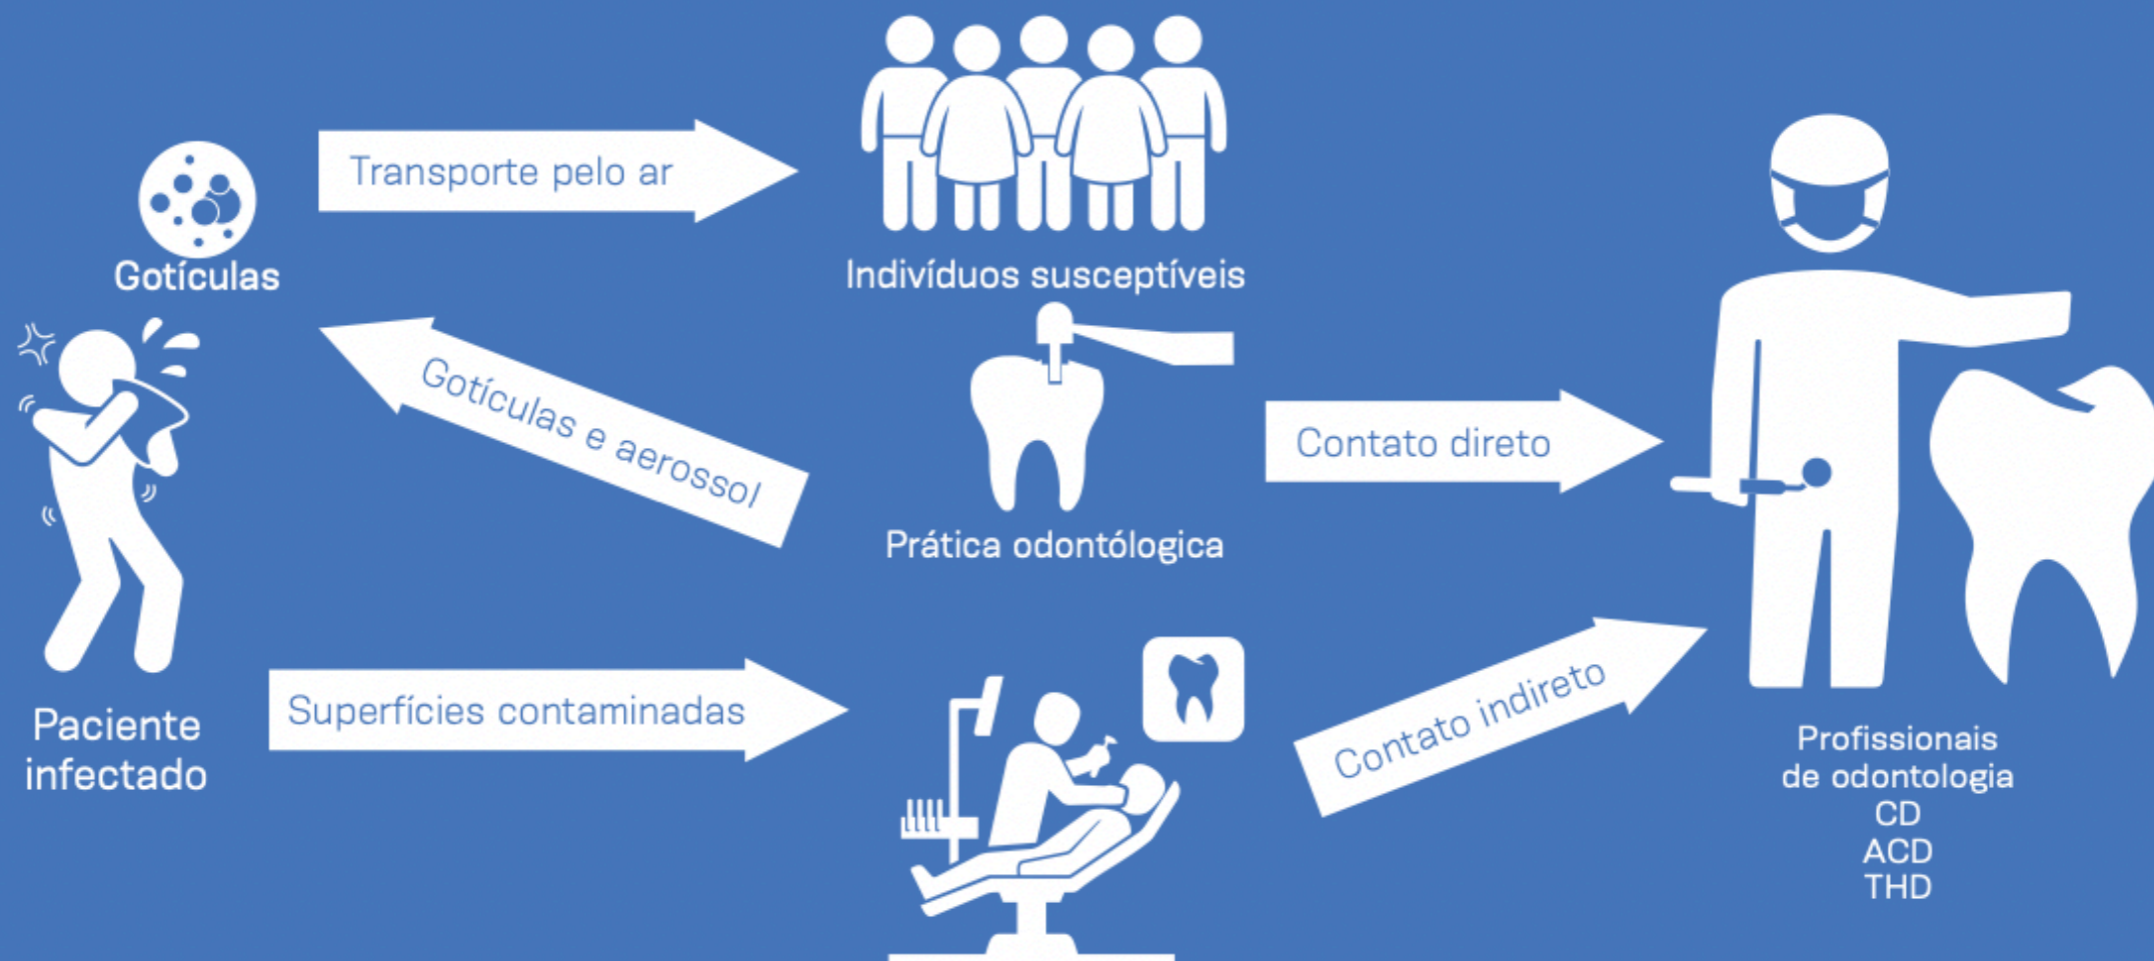 Transporte pelo ar
Gotículas
Indivíduos susceptíveis
Gotículas e aerossol
Contato direto
Prática odontólogica
Superfícies contaminadas
Contato indireto
Paciente
infectado
Profissionais
de odontologia
CD
ACD
THD